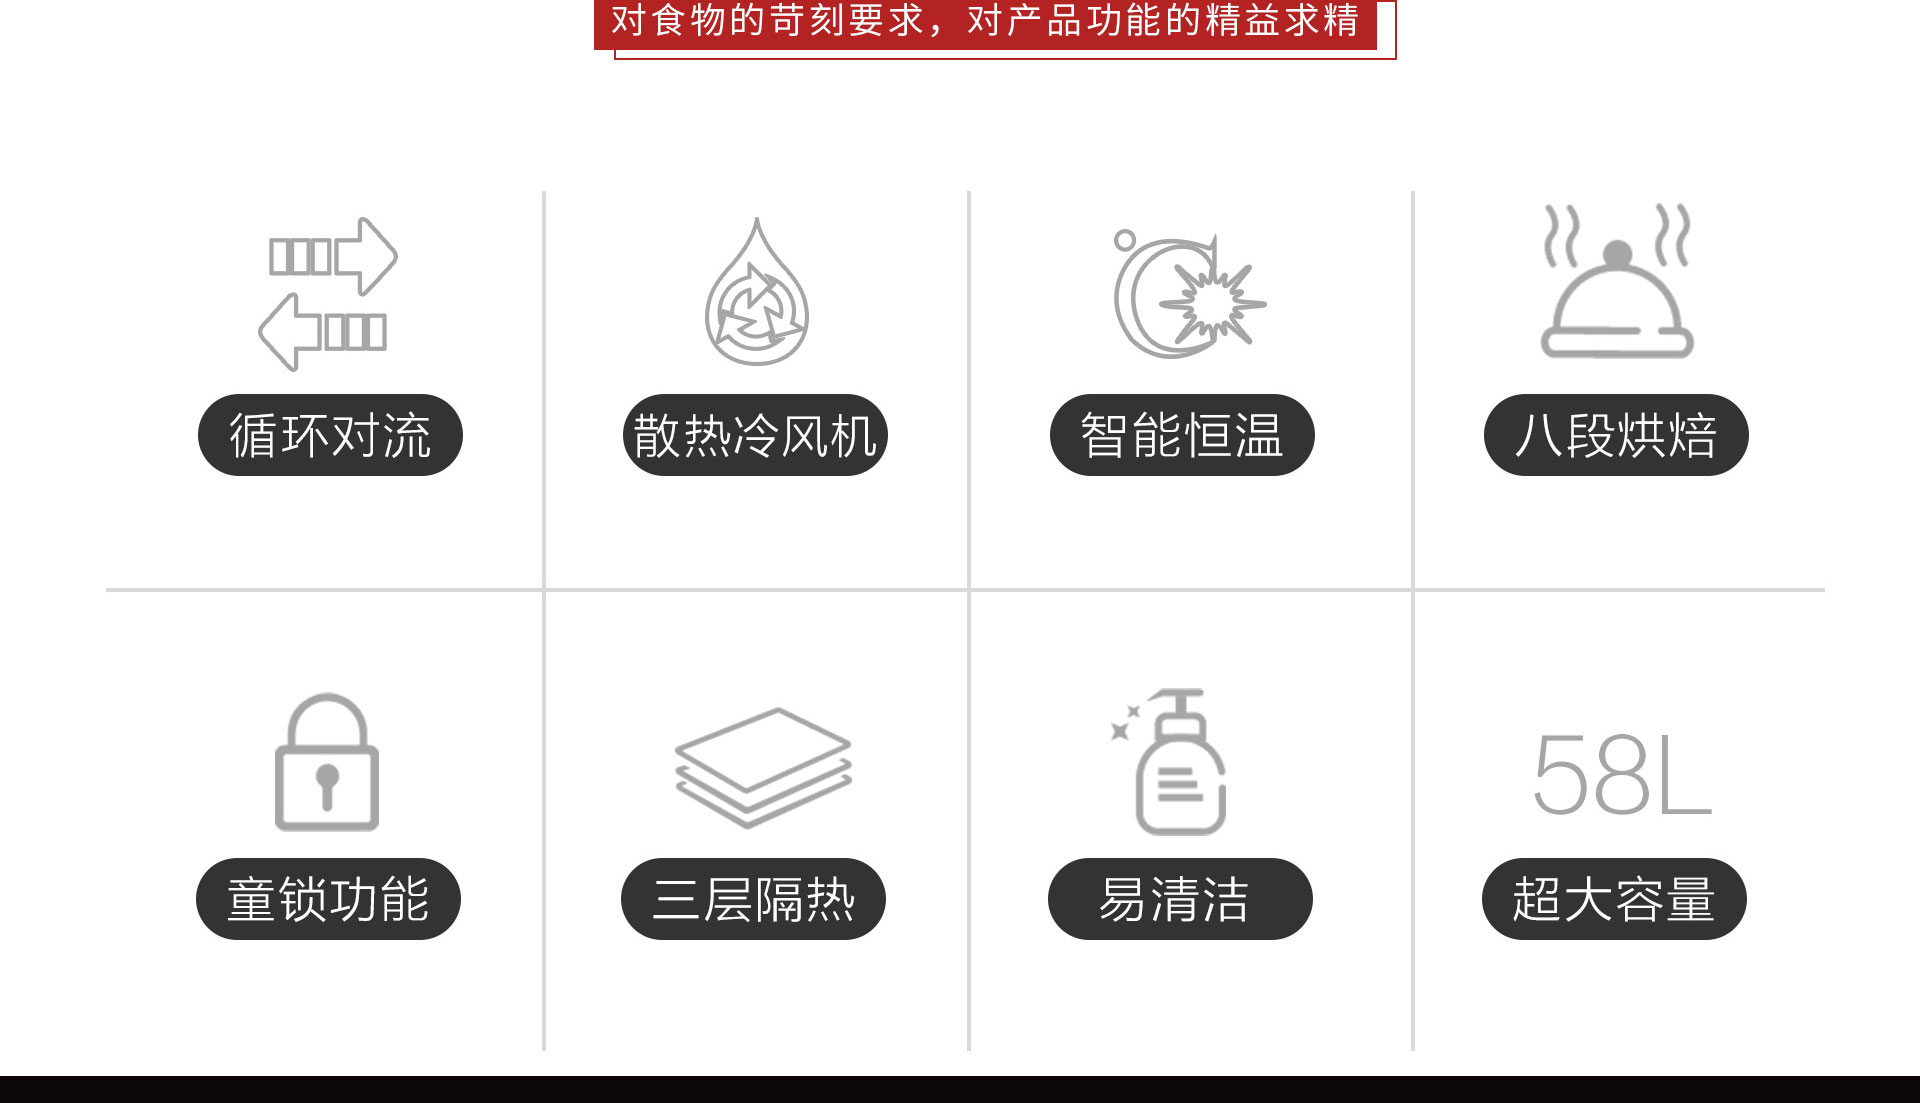 对食物的苛刻要求，对产品功能的精益求精
循环对流
散热冷风机
智能恒温
八段烘焙
58L
童锁功能
三层隔热
易清洁
超大容量